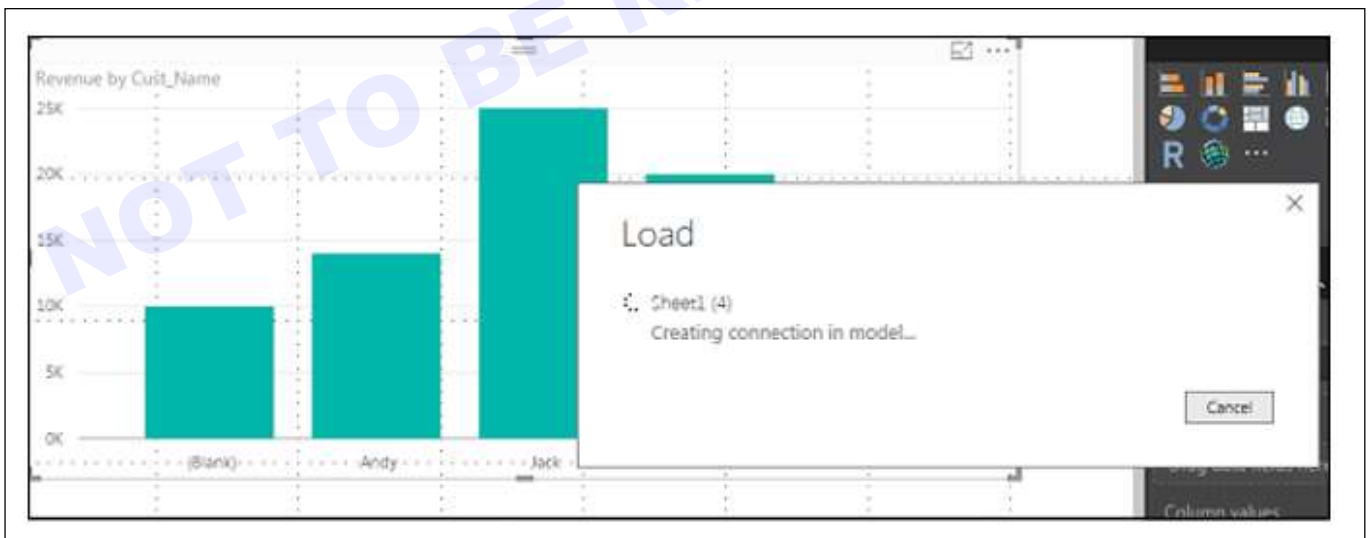 NOT TO BE
Revenue by Cust_Name
25K
20K
15K
10K
5K
0K
(Blank)
Andy
Jack
Load
Sheet1 (4)
Creating connection in model...
Cancel
R
Column values